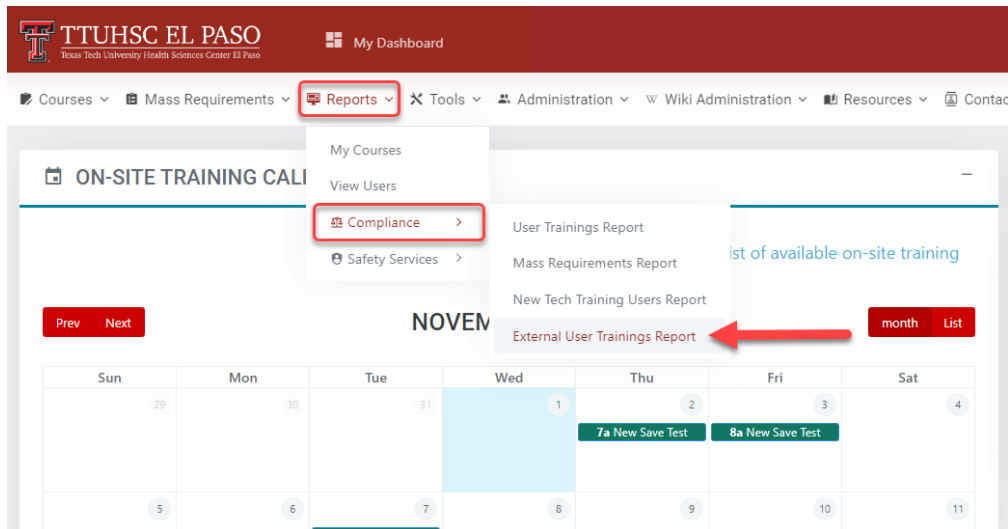 TTUHSC EL PASO
Texas Tech University Health Sciences Center El Paso
My Dashboard
Courses Mass Requirements Reports Tools Administration Wiki Administration Resources Contac
My Courses
View Users
Compliance
Safety Services
User Trainings Report
Mass Requirements Report
New Tech Training Users Report
External User Trainings Report
ON-SITE TRAINING CAL
ist of available on-site training
Prev Next
NOVEM
month List
Sun Mon Tue Wed Thu Fri Sat
29 30 31 1 2 3 4
7a New Save Test 8a New Save Test
5 6 7 8 9 10 11